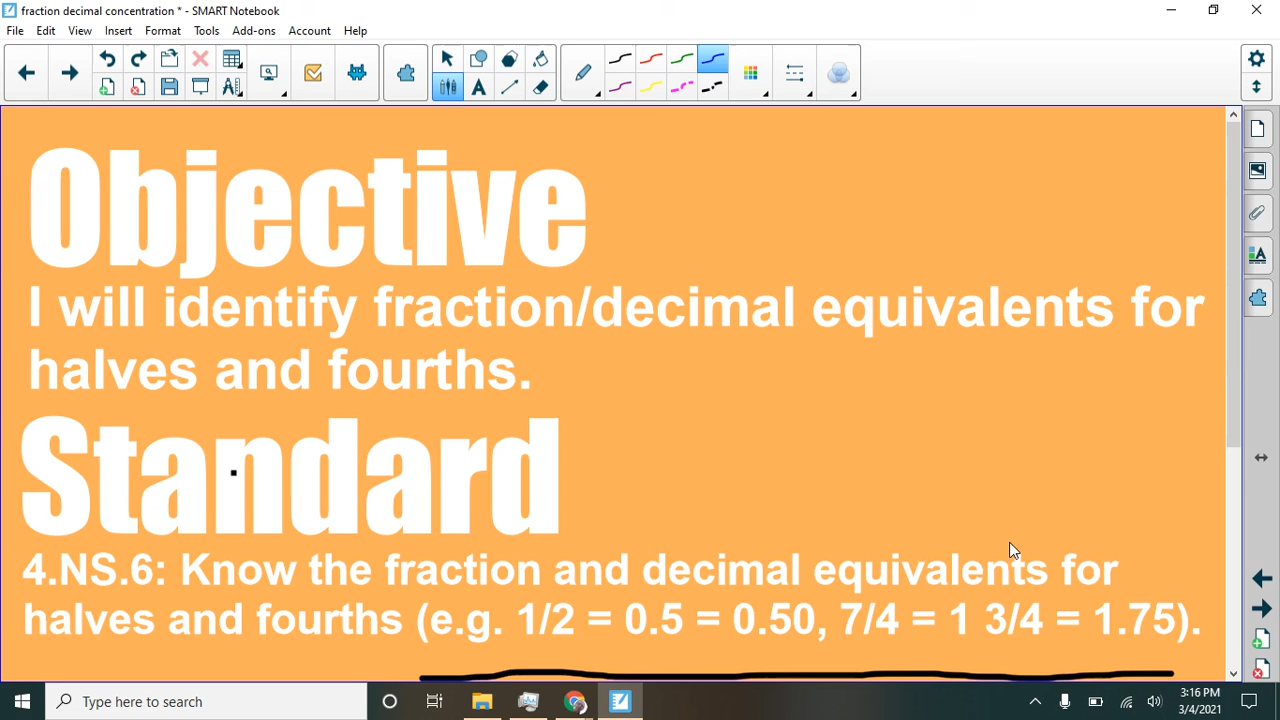 fraction decimal concentration * - SMART Notebook
File Edit View Insert Format Tools Add-ons Account Help
Objective
I will identify fraction/decimal equivalents for
halves and fourths.
Standard
4.NS.6: Know the fraction and decimal equivalents for
halves and fourths (e.g. 1/2 = 0.5 = 0.50, 7/4 = 1 3/4 = 1.75).
Type here to search
3:16 PM
3/4/2021